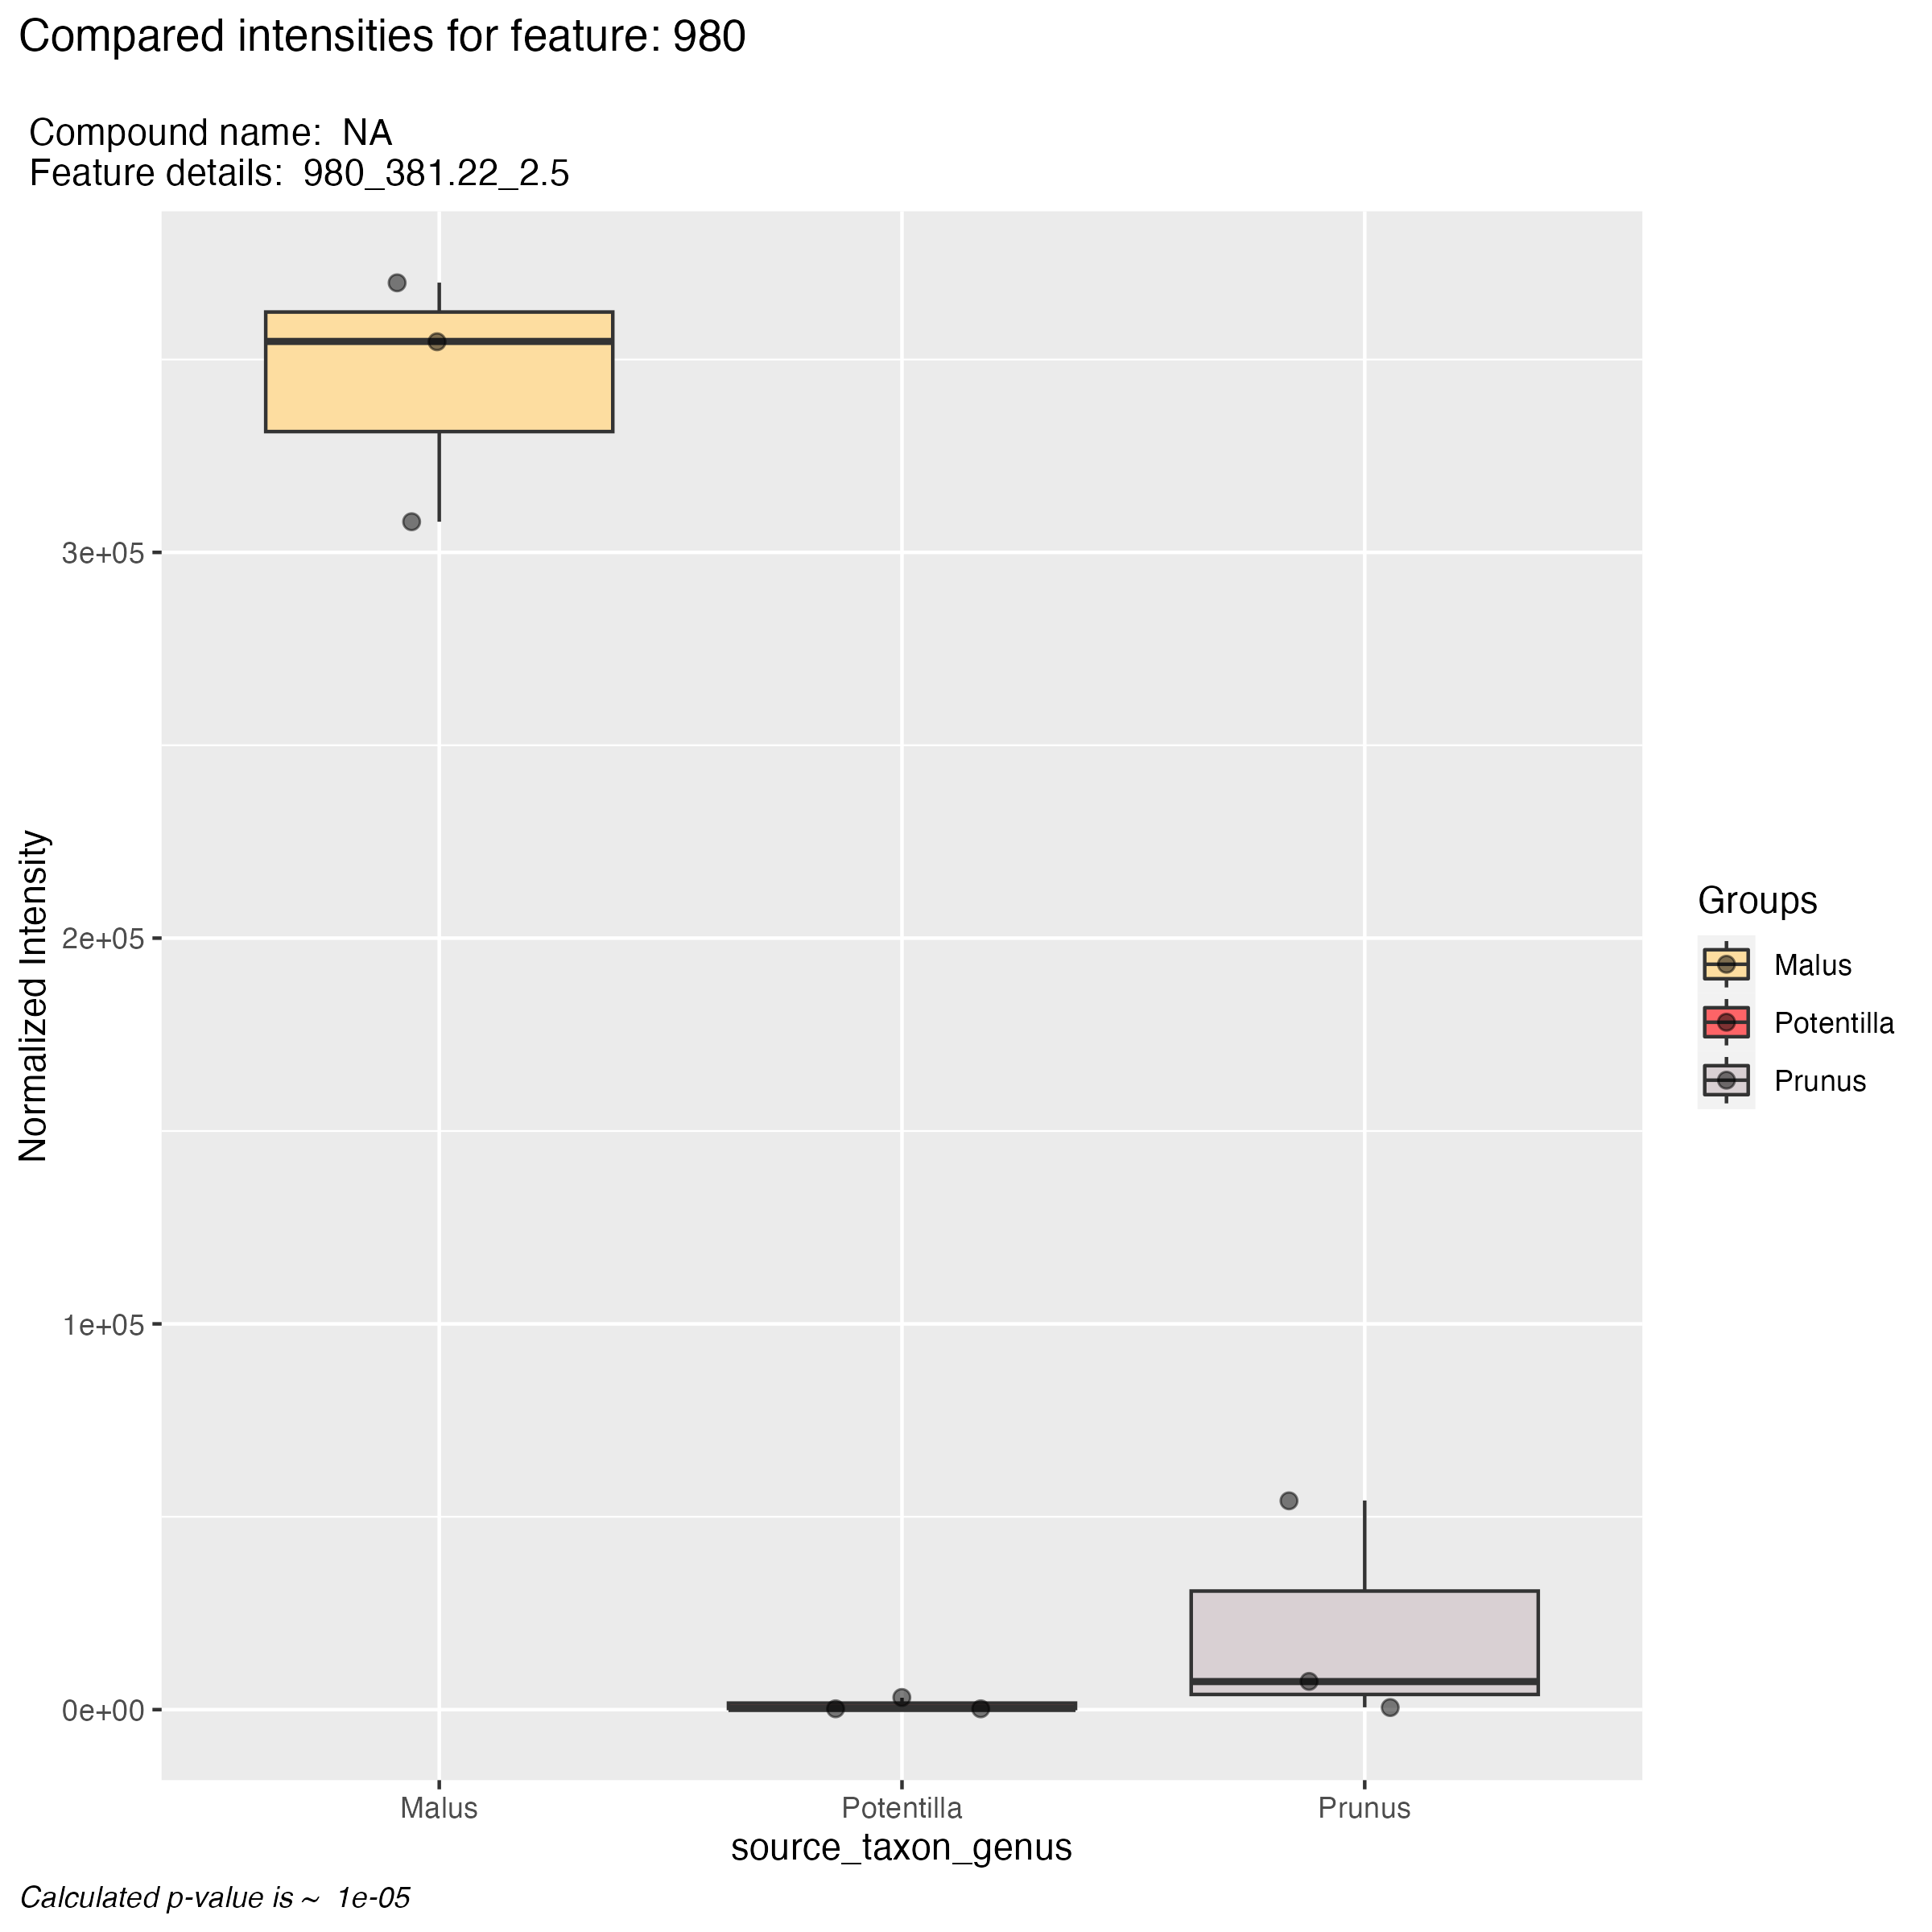 Compared intensities for feature: 980
Compound name:  NA
Feature details:  980_381.22_2.5
Normalized Intensity
3e+05
2e+05
1e+05
0e+00
Malus
Potentilla
Prunus
source_taxon_genus
Groups
Malus
Potentilla
Prunus
Calculated p-value is ~  1e-05